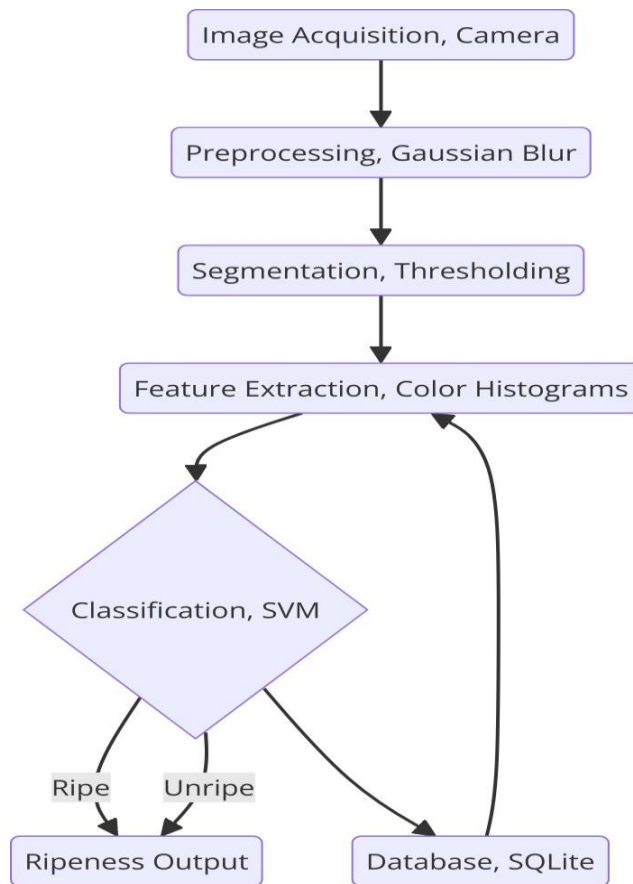 Image Acquisition, Camera
Preprocessing, Gaussian Blur
Segmentation, Thresholding
Feature Extraction, Color Histograms
Classification, SVM
Ripe
Unripe
Ripeness Output
Database, SQLite